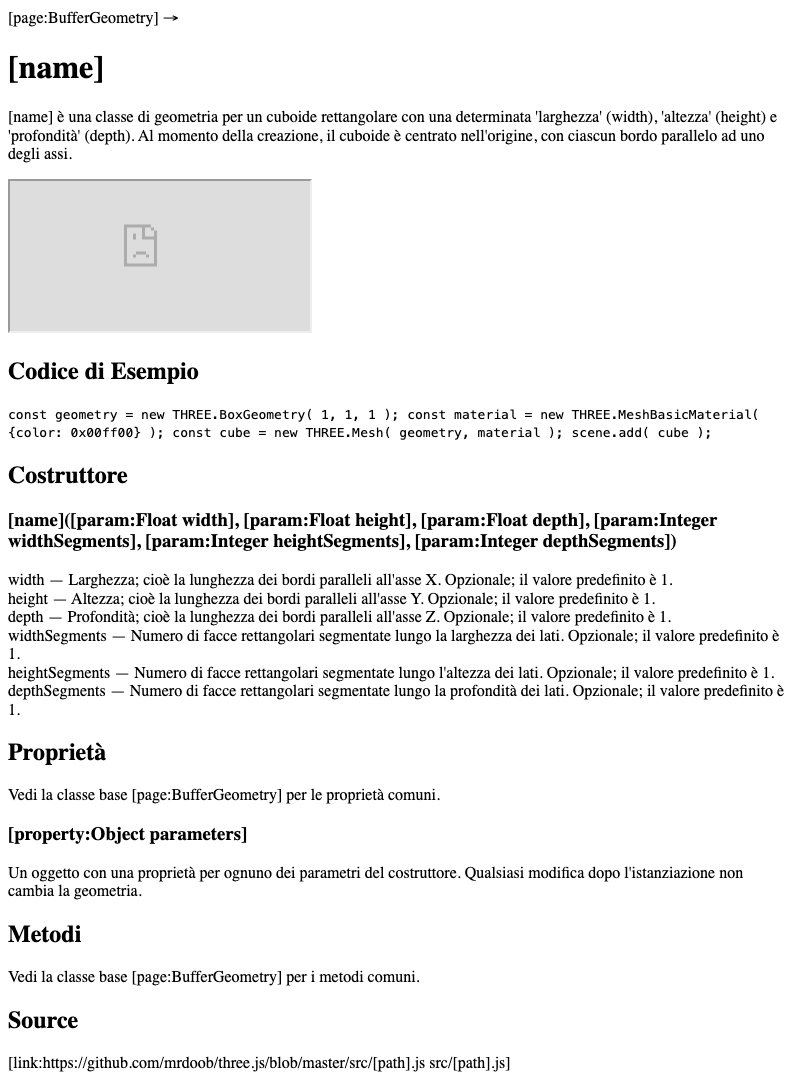 [page:BufferGeometry] →
[name]
[name] è una classe di geometria per un cuboide rettangolare con una determinata 'larghezza' (width), 'altezza' (height) e
'profondità' (depth). Al momento della creazione, il cuboide è centrato nell'origine, con ciascun bordo parallelo ad uno
degli assi.
Codice di Esempio
const geometry = new THREE.BoxGeometry( 1, 1, 1 ); const material = new THREE.MeshBasicMaterial(
{color: 0x00ff00} ); const cube = new THREE.Mesh( geometry, material ); scene.add( cube );
Costruttore
[name]([param:Float width], [param:Float height], [param:Float depth], [param:Integer
widthSegments], [param:Integer heightSegments], [param:Integer depthSegments])
width — Larghezza; cioè la lunghezza dei bordi paralleli all'asse X. Opzionale; il valore predefinito è 1.
height — Altezza; cioè la lunghezza dei bordi paralleli all'asse Y. Opzionale; il valore predefinito è 1.
depth — Profondità; cioè la lunghezza dei bordi paralleli all'asse Z. Opzionale; il valore predefinito è 1.
widthSegments — Numero di facce rettangolari segmentate lungo la larghezza dei lati. Opzionale; il valore predefinito è
1.
heightSegments — Numero di facce rettangolari segmentate lungo l'altezza dei lati. Opzionale; il valore predefinito è 1.
depthSegments — Numero di facce rettangolari segmentate lungo la profondità dei lati. Opzionale; il valore predefinito è
1.
Proprietà
Vedi la classe base [page:BufferGeometry] per le proprietà comuni.
[property:Object parameters]
Un oggetto con una proprietà per ognuno dei parametri del costruttore. Qualsiasi modifica dopo l'istanziazione non
cambia la geometria.
Metodi
Vedi la classe base [page:BufferGeometry] per i metodi comuni.
Source
[link:https://github.com/mrdoob/three.js/blob/master/src/[path].js src/[path].js]